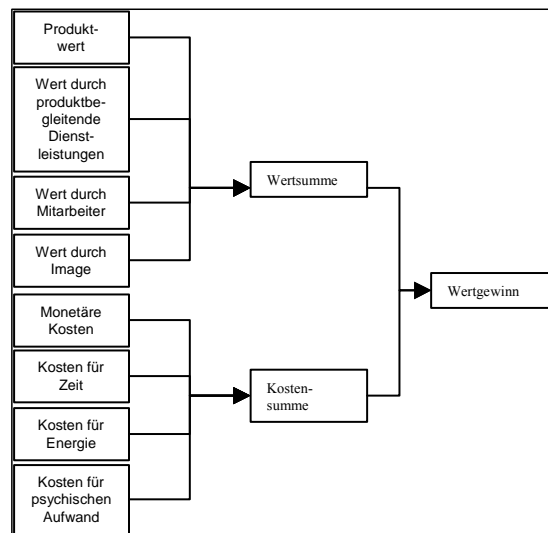 Produkt-
wert
Wert durch
produktbe-
gleitende
Dienst-
leistungen
Wert durch
Mitarbeiter
Wert durch
Image
Monetäre
Kosten
Kosten für
Zeit
Kosten für
Energie
Kosten für
psychischen
Aufwand
Wertsumme
Kosten-
summe
Wertgewinn